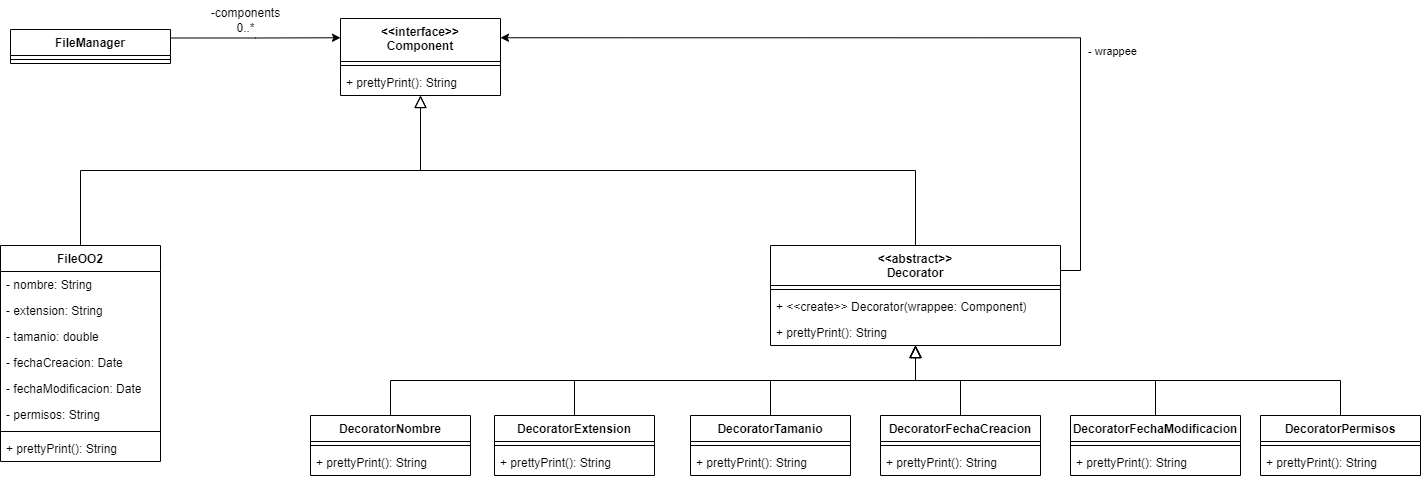 -components
0..*
FileManager
<<interface>>
Component
+ prettyPrint(): String
- wrappee
FileOO2
- nombre: String
- extension: String
- tamanio: double
- fechaCreacion: Date
- fechaModificacion: Date
- permisos: String
+ prettyPrint(): String
<<abstract>>
Decorator
+ <<create>> Decorator(wrappee: Component)
+ prettyPrint(): String
DecoratorNombre
+ prettyPrint(): String
DecoratorExtension
+ prettyPrint(): String
DecoratorTamanio
+ prettyPrint(): String
DecoratorFechaCreacion
+ prettyPrint(): String
DecoratorFechaModificacion
+ prettyPrint(): String
DecoratorPermisos
+ prettyPrint(): String